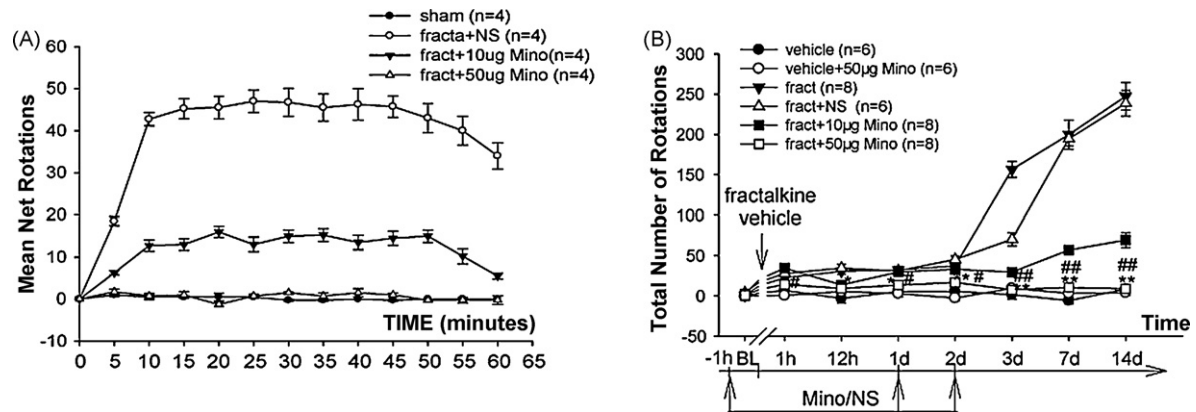 (A)
sham (n=4)
fracta+NS (n=4)
fract+10ug Mino(n=4)
fract+50ug Mino (n=4)
Mean Net Rotations
60
50
40
30
20
10
0
-10
TIME (minutes)
0 5 10 15 20 25 30 35 40 45 50 55 60 65
(B)
vehicle (n=6)
vehicle+50µg Mino (n=6)
fract (n=8)
fract+NS (n=6)
fract+10µg Mino (n=8)
fract+50µg Mino (n=8)
Total Number of Rotations
300
250
200
150
100
50
0
-50
fractalkine
vehicle
## ##
*# * *# *# ## ** **
**
Time
-1h BL 1h 12h 1d 2d 3d 7d 14d
Mino/NS